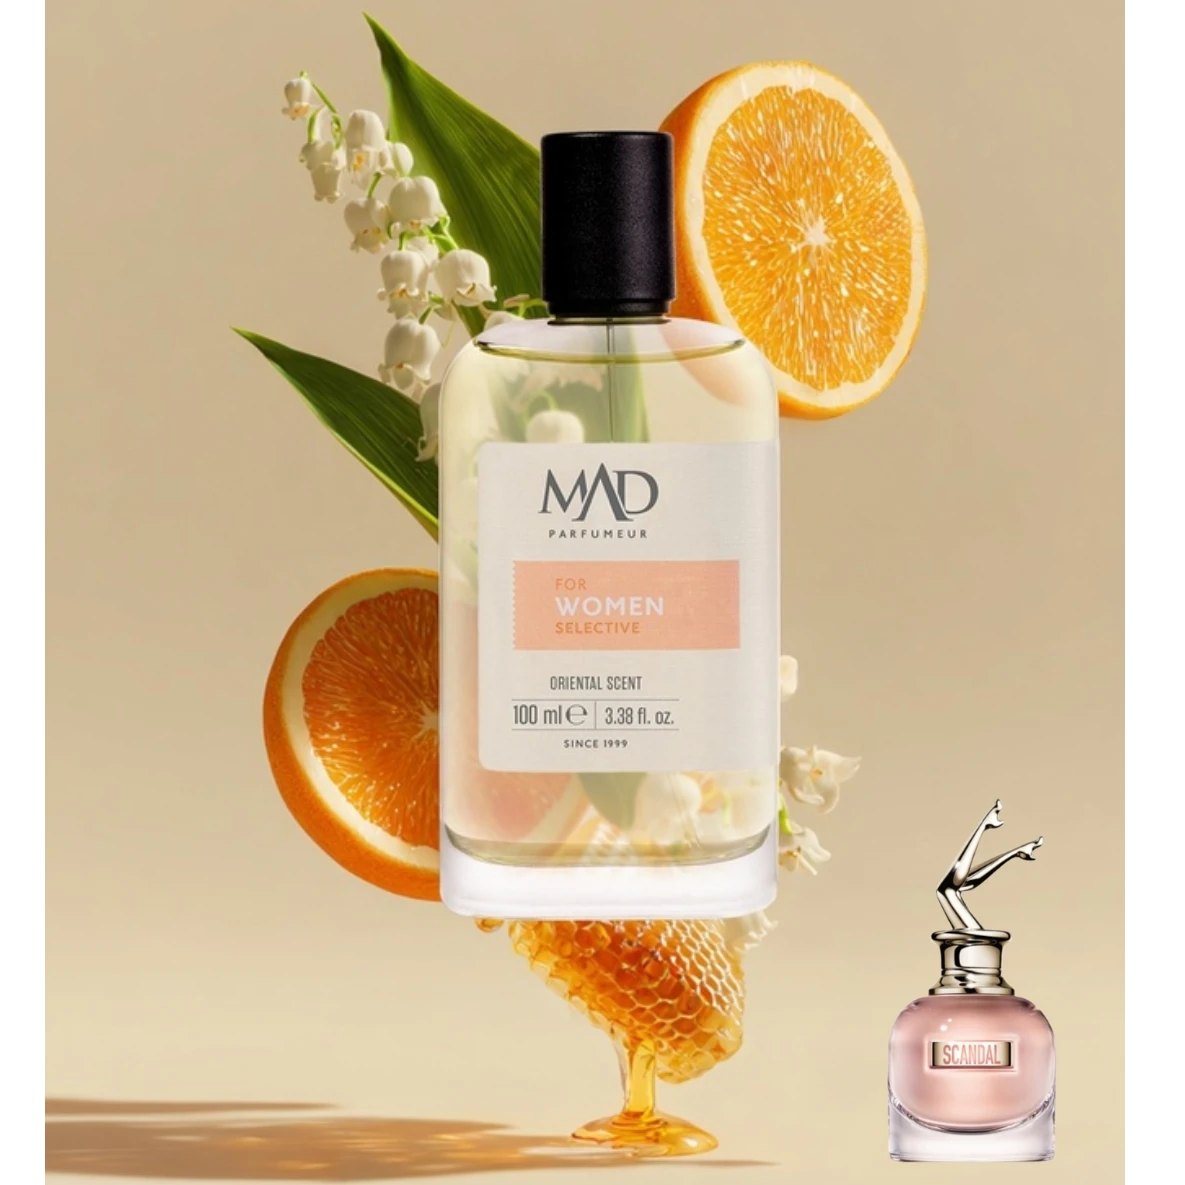 MAD
PARFUMEUR
FOR
WOMEN
SELECTIVE
ORIENTAL SCENT
100 ml ℮ 3.38 fl. oz.
SINCE 1999
SCANDAL